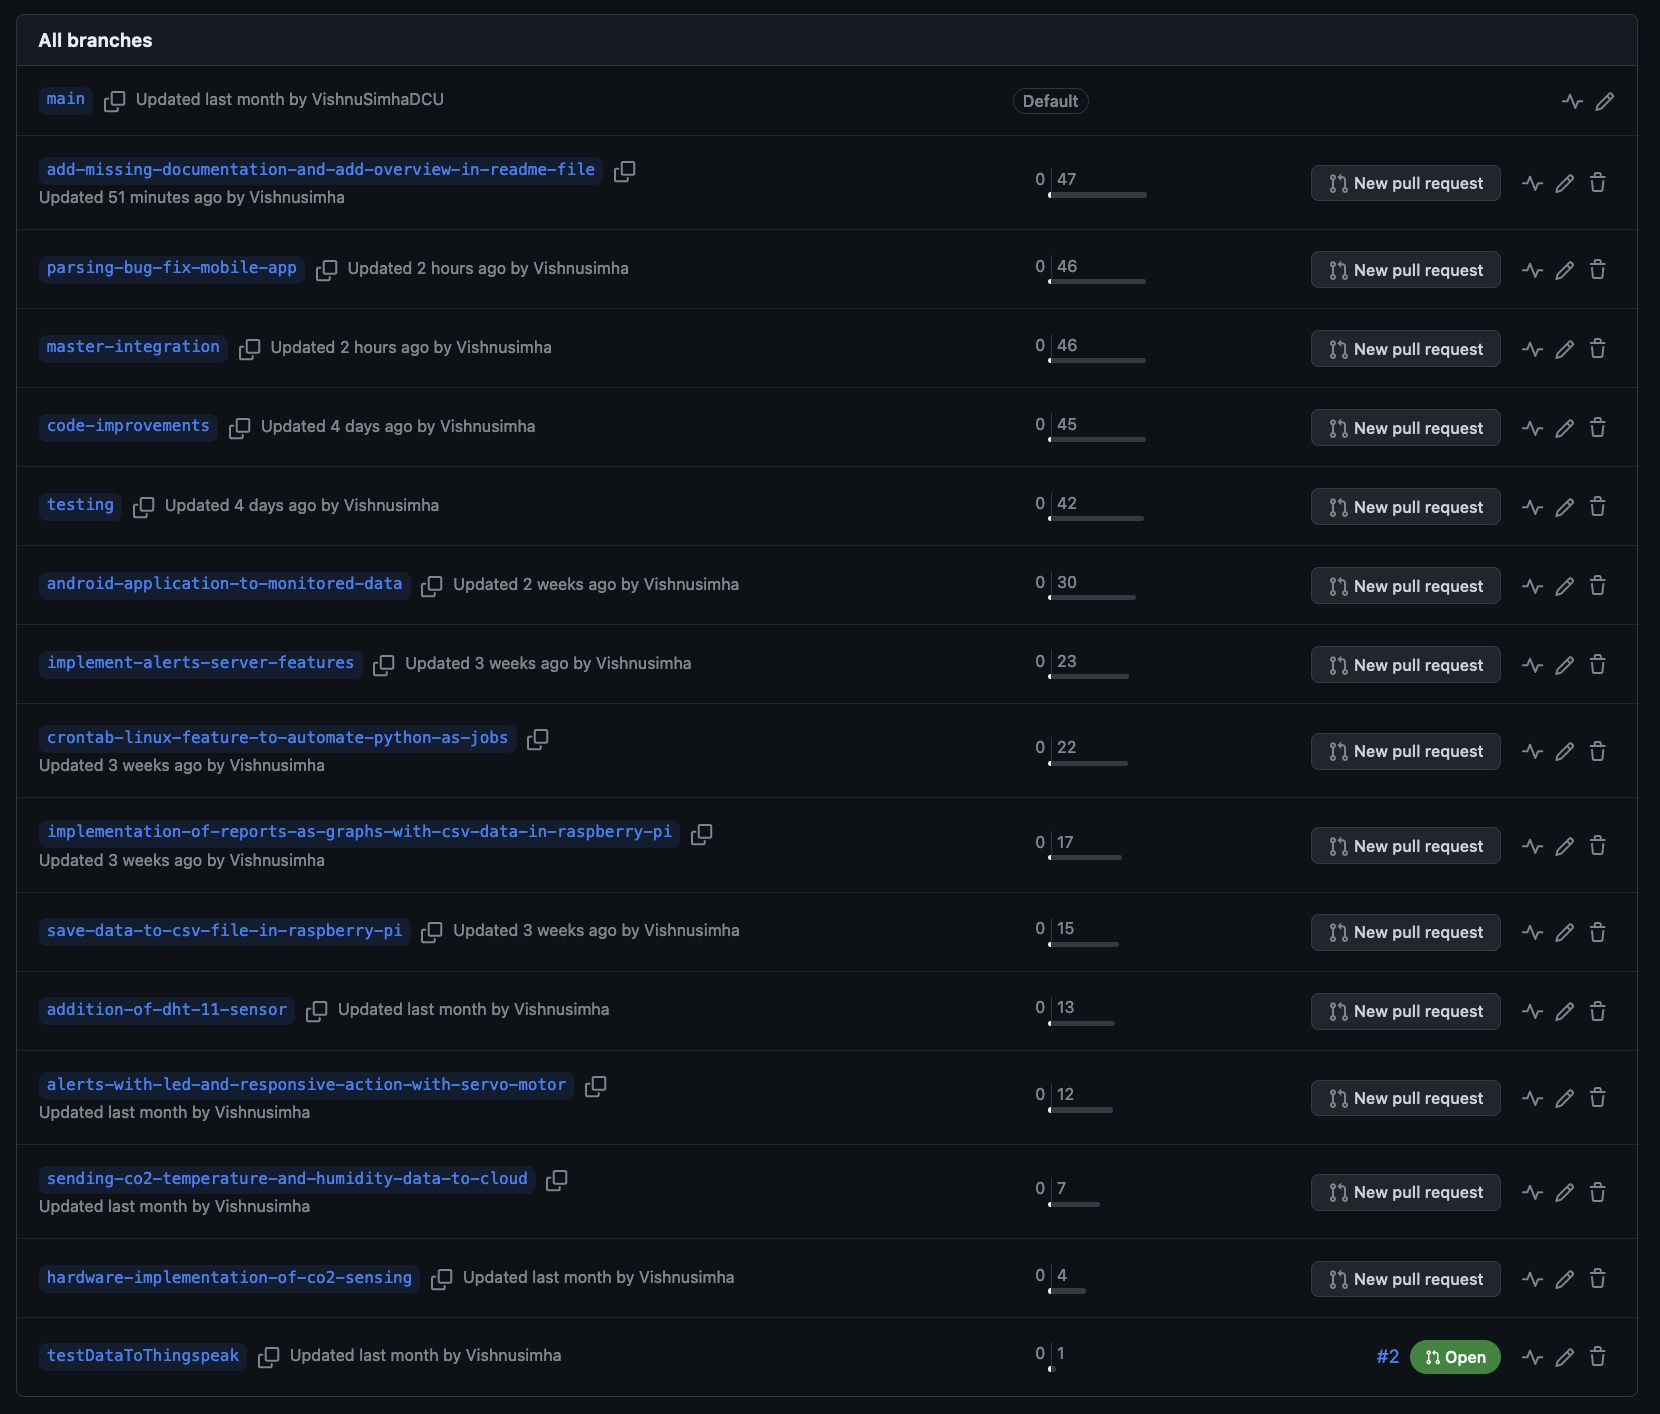 All branches
main Updated last month by VishnuSimhaDCU Default
add-missing-documentation-and-add-overview-in-readme-file
Updated 51 minutes ago by Vishnusimha
0 47 New pull request
parsing-bug-fix-mobile-app Updated 2 hours ago by Vishnusimha 0 46 New pull request
master-integration Updated 2 hours ago by Vishnusimha 0 46 New pull request
code-improvements Updated 4 days ago by Vishnusimha 0 45 New pull request
testing Updated 4 days ago by Vishnusimha 0 42 New pull request
android-application-to-monitored-data Updated 2 weeks ago by Vishnusimha 0 30 New pull request
implement-alerts-server-features Updated 3 weeks ago by Vishnusimha 0 23 New pull request
crontab-linux-feature-to-automate-python-as-jobs
Updated 3 weeks ago by Vishnusimha
0 22 New pull request
implementation-of-reports-as-graphs-with-csv-data-in-raspberry-pi
Updated 3 weeks ago by Vishnusimha
0 17 New pull request
save-data-to-csv-file-in-raspberry-pi Updated 3 weeks ago by Vishnusimha 0 15 New pull request
addition-of-dht-11-sensor Updated last month by Vishnusimha 0 13 New pull request
alerts-with-led-and-responsive-action-with-servo-motor
Updated last month by Vishnusimha
0 12 New pull request
sending-co2-temperature-and-humidity-data-to-cloud
Updated last month by Vishnusimha
0 7 New pull request
hardware-implementation-of-co2-sensing Updated last month by Vishnusimha 0 4 New pull request
testDataToThingspeak Updated last month by Vishnusimha 0 1 #2 Open